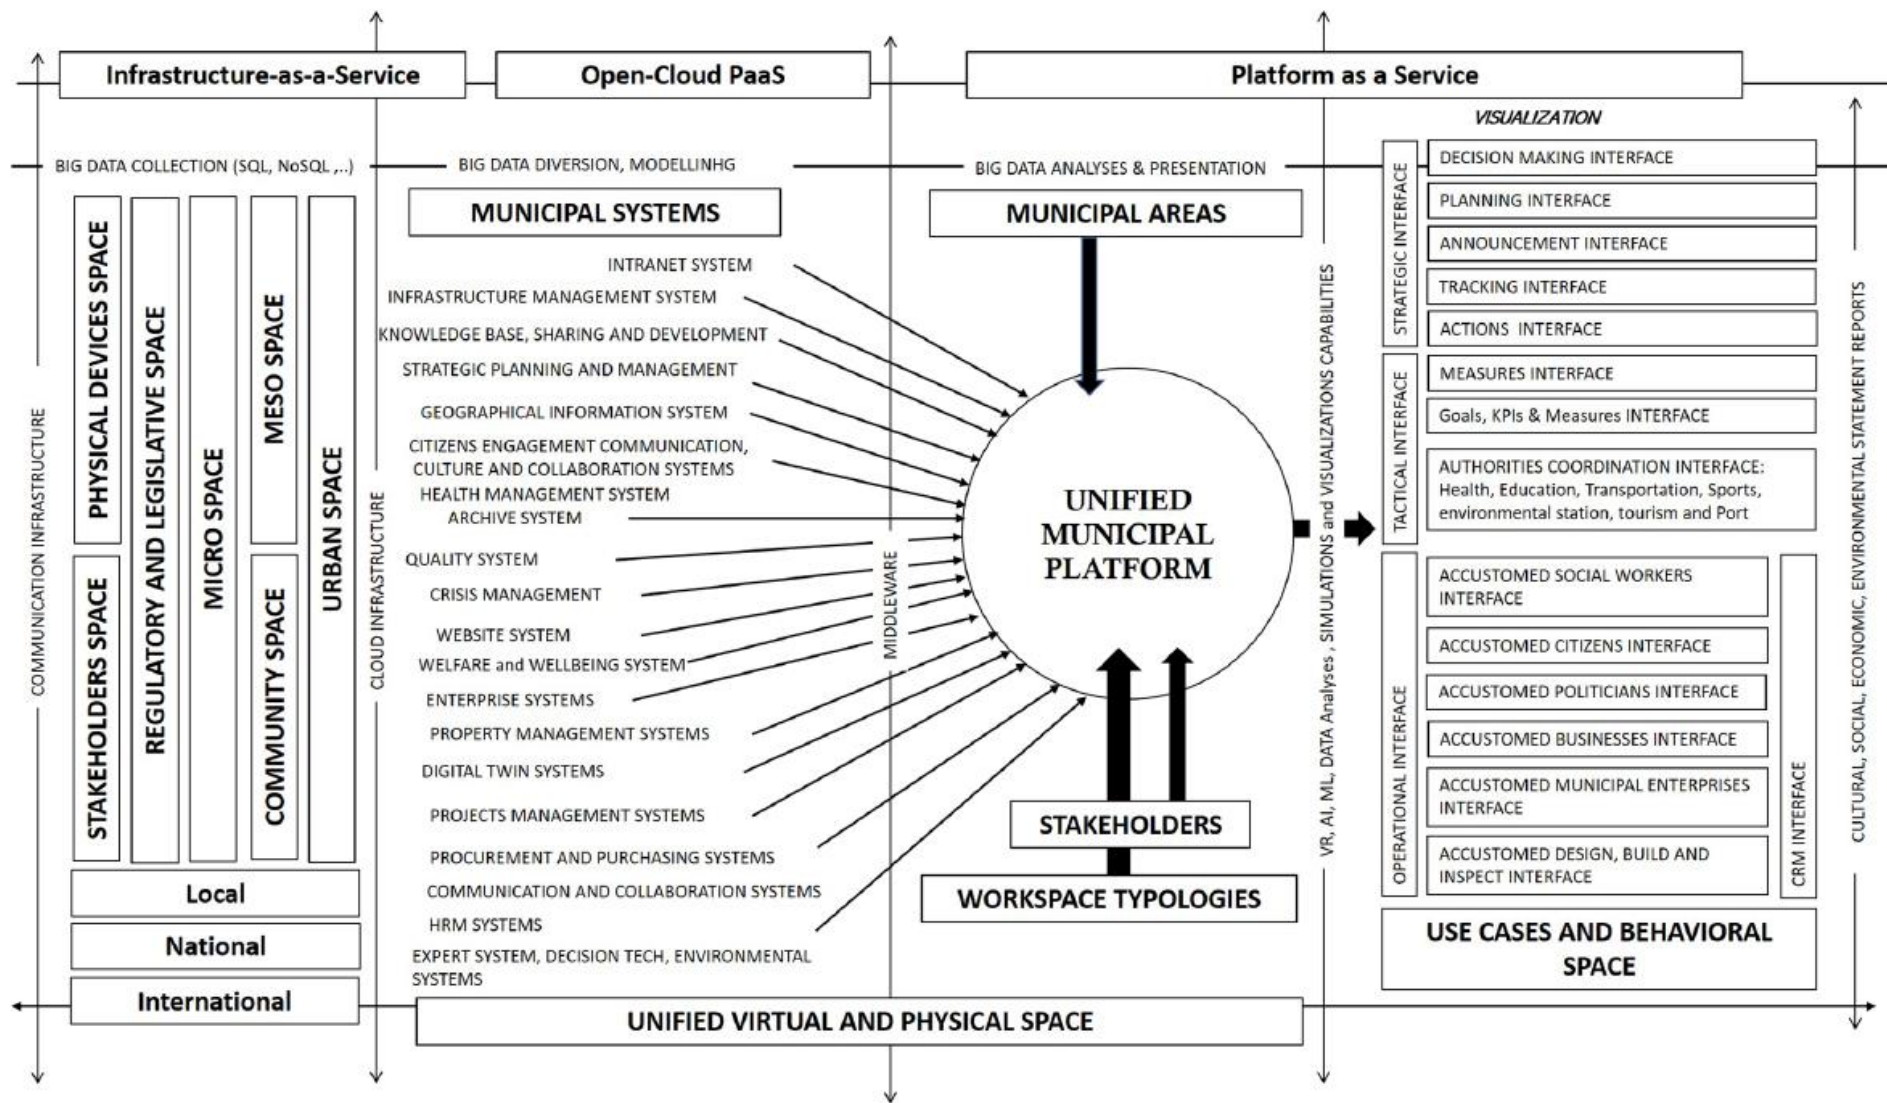 Infrastructure-as-a-Service
Open-Cloud PaaS
Platform as a Service
VISUALIZATION
BIG DATA COLLECTION (SQL, NoSQL ,..)
BIG DATA DIVERSION, MODELLINHG
BIG DATA ANALYSES & PRESENTATION
COMMUNICATION INFRASTRUCTURE
PHYSICAL DEVICES SPACE
STAKEHOLDERS SPACE
REGULATORY AND LEGISLATIVE SPACE
MICRO SPACE
MESO SPACE
COMMUNITY SPACE
URBAN SPACE
Local
National
International
CLOUD INFRASTRUCTURE
MUNICIPAL SYSTEMS
INTRANET SYSTEM
INFRASTRUCTURE MANAGEMENT SYSTEM
KNOWLEDGE BASE, SHARING AND DEVELOPMENT
STRATEGIC PLANNING AND MANAGEMENT
GEOGRAPHICAL INFORMATION SYSTEM
CITIZENS ENGAGEMENT COMMUNICATION,
CULTURE AND COLLABORATION SYSTEMS
HEALTH MANAGEMENT SYSTEM
ARCHIVE SYSTEM
QUALITY SYSTEM
CRISIS MANAGEMENT
WEBSITE SYSTEM
WELFARE and WELLBEING SYSTEM
ENTERPRISE SYSTEMS
PROPERTY MANAGEMENT SYSTEMS
DIGITAL TWIN SYSTEMS
PROJECTS MANAGEMENT SYSTEMS
PROCUREMENT AND PURCHASING SYSTEMS
COMMUNICATION AND COLLABORATION SYSTEMS
HRM SYSTEMS
EXPERT SYSTEM, DECISION TECH, ENVIRONMENTAL
SYSTEMS
MIDDLEWARE
MUNICIPAL AREAS
UNIFIED
MUNICIPAL
PLATFORM
STAKEHOLDERS
WORKSPACE TYPOLOGIES
UNIFIED VIRTUAL AND PHYSICAL SPACE
VR, AI, ML, DATA Analyses , SIMULATIONS and VISUALIZATIONS CAPABILITIES
STRATEGIC INTERFACE
DECISION MAKING INTERFACE
PLANNING INTERFACE
ANNOUNCEMENT INTERFACE
TRACKING INTERFACE
ACTIONS INTERFACE
TACTICAL INTERFACE
MEASURES INTERFACE
Goals, KPIs & Measures INTERFACE
AUTHORITIES COORDINATION INTERFACE:
Health, Education, Transportation, Sports,
environmental station, tourism and Port
OPERATIONAL INTERFACE
ACCUSTOMED SOCIAL WORKERS
INTERFACE
ACCUSTOMED CITIZENS INTERFACE
ACCUSTOMED POLITICIANS INTERFACE
ACCUSTOMED BUSINESSES INTERFACE
ACCUSTOMED MUNICIPAL ENTERPRISES
INTERFACE
ACCUSTOMED DESIGN, BUILD AND
INSPECT INTERFACE
CRM INTERFACE
USE CASES AND BEHAVIORAL
SPACE
CULTURAL, SOCIAL, ECONOMIC, ENVIRONMENTAL STATEMENT REPORTS